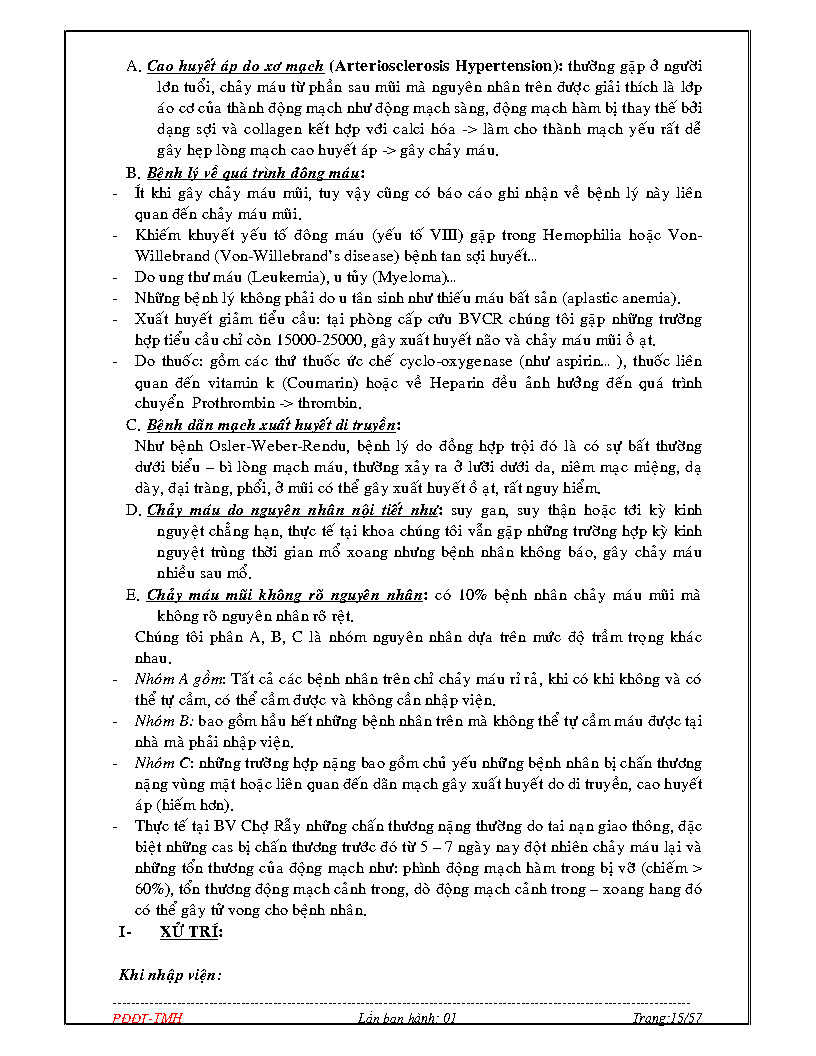 A. Cao huyết áp do xơ mạch (Arteriosclerosis Hypertension): thường gặp ở người
lớn tuổi, chảy máu từ phần sau mũi mà nguyên nhân trên được giải thích là lớp
áo cơ của thành động mạch như động mạch sàng, động mạch hàm bị thay thế bởi
dạng sợi và collagen kết hợp với calci hóa -> làm cho thành mạch yếu rất dễ
gây hẹp lòng mạch cao huyết áp -> gây chảy máu.
B. Bệnh lý về quá trình đông máu:
- Ít khi gây chảy máu mũi, tuy vậy cũng có báo cáo ghi nhận về bệnh lý này liên
quan đến chảy máu mũi.
- Khiếm khuyết yếu tố đông máu (yếu tố VIII) gặp trong Hemophilia hoặc Von-
Willebrand (Von-Willebrand's disease) bệnh tan sợi huyết...
- Do ung thư máu (Leukemia), u tủy (Myeloma)...
- Những bệnh lý không phải do u tân sinh như thiếu máu bất sản (aplastic anemia).
- Xuất huyết giảm tiểu cầu: tại phòng cấp cứu BVCR chúng tôi gặp những trường
hợp tiểu cầu chỉ còn 15000-25000, gây xuất huyết não và chảy máu mũi ồ ạt.
- Do thuốc: gồm các thứ thuốc ức chế cyclo-oxygenase (như aspirin... ), thuốc liên
quan đến vitamin k (Coumarin) hoặc về Heparin đều ảnh hưởng đến quá trình
chuyển Prothrombin -> thrombin.
C. Bệnh dãn mạch xuất huyết di truyền:
Như bệnh Osler-Weber-Rendu, bệnh lý do đồng hợp trội đó là có sự bất thường
dưới biểu – bì lòng mạch máu, thường xảy ra ở lưỡi dưới da, niêm mạc miệng, dạ
dày, đại tràng, phổi, ở mũi có thể gây xuất huyết ồ ạt, rất nguy hiểm.
D. Chảy máu do nguyên nhân nội tiết như: suy gan, suy thận hoặc tới kỳ kinh
nguyệt chẳng hạn, thực tế tại khoa chúng tôi vẫn gặp những trường hợp kỳ kinh
nguyệt trùng thời gian mổ xoang nhưng bệnh nhân không báo, gây chảy máu
nhiều sau mổ.
E. Chảy máu mũi không rõ nguyên nhân: có 10% bệnh nhân chảy máu mũi mà
không rõ nguyên nhân rõ rệt.
Chúng tôi phân A, B, C là nhóm nguyên nhân dựa trên mức độ trầm trọng khác
nhau.
- Nhóm A gồm: Tất cả các bệnh nhân trên chỉ chảy máu rỉ rả, khi có khi không và có
thể tự cầm, có thể cầm được và không cần nhập viện.
- Nhóm B: bao gồm hầu hết những bệnh nhân trên mà không thể tự cầm máu được tại
nhà mà phải nhập viện.
- Nhóm C: những trường hợp nặng bao gồm chủ yếu những bệnh nhân bị chấn thương
nặng vùng mặt hoặc liên quan đến dãn mạch gây xuất huyết do di truyền, cao huyết
áp (hiếm hơn).
- Thực tế tại BV Chợ Rẫy những chấn thương nặng thường do tai nạn giao thông, đặc
biệt những cas bị chấn thương trước đó từ 5 – 7 ngày nay đột nhiên chảy máu lại và
những tổn thương của động mạch như: phình động mạch hàm trong bị vỡ (chiếm >
60%), tổn thương động mạch cảnh trong, dò động mạch cảnh trong – xoang hang đó
có thể gây tử vong cho bệnh nhân.
I- XỬ TRÍ:
Khi nhập viện:
PĐĐT-TMH Lần ban hành: 01 Trang:15/57